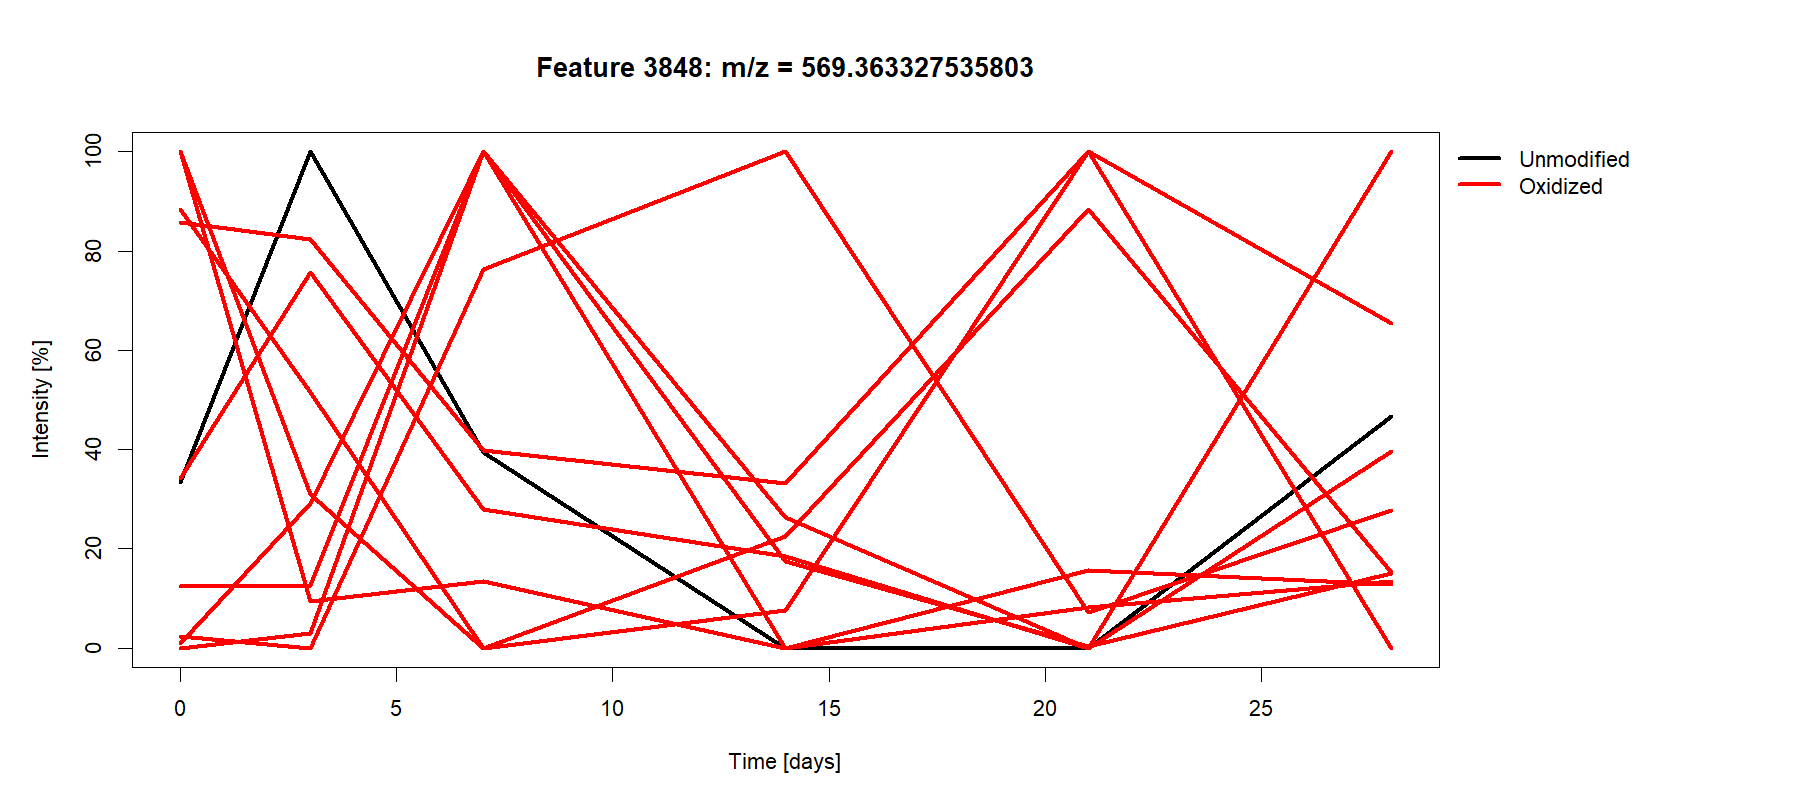 Feature 3848: m/z = 569.363327535803
Unmodified
Oxidized
Intensity [%]
100
80
60
40
20
0
0 5 10 15 20 25
Time [days]